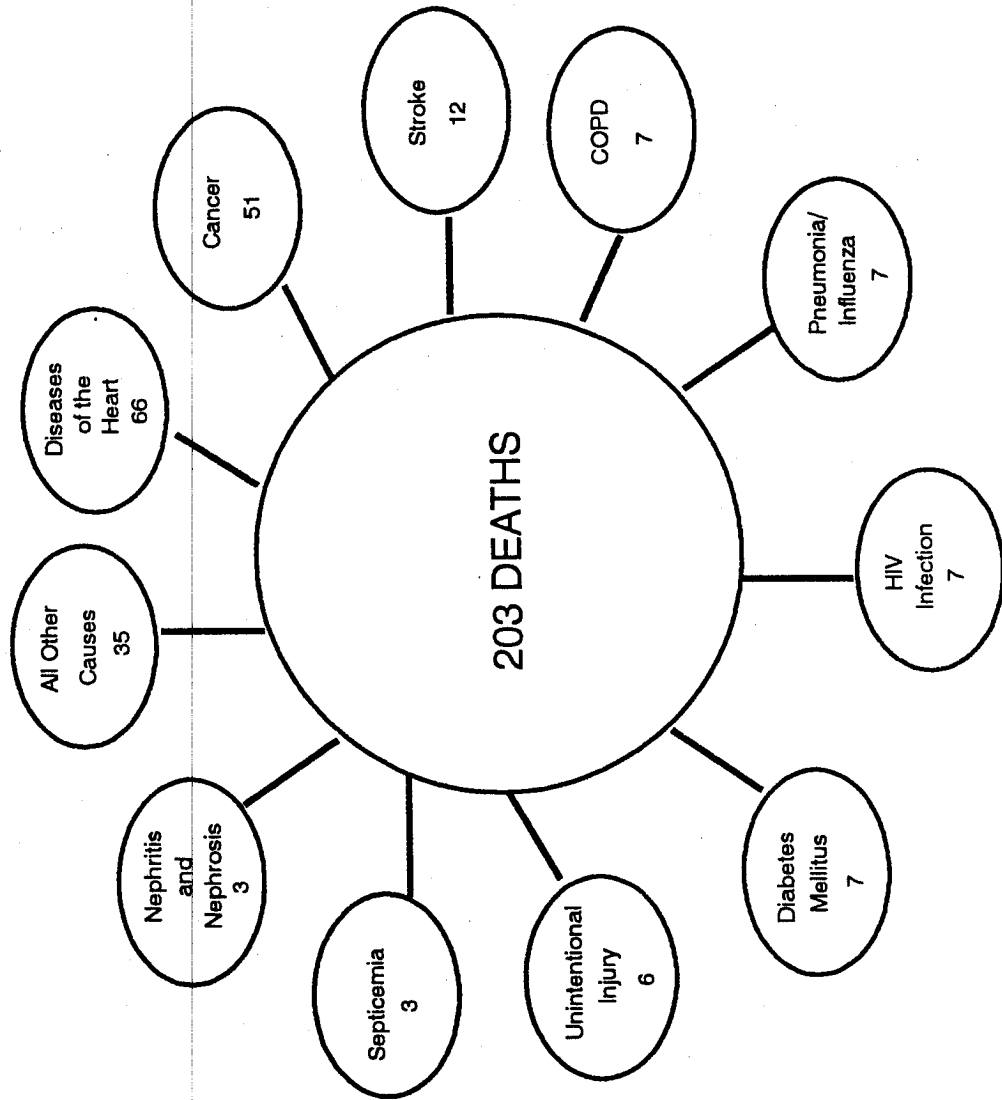 203 DEATHS
Diseases
of the
Heart
66
Cancer
51
Stroke
12
COPD
7
Pneumonia/
Influenza
7
HIV
Infection
7
Diabetes
Mellitus
7
Unintentional
Injury
6
Septicemia
3
Nephritis
and
Nephrosis
3
All Other
Causes
35